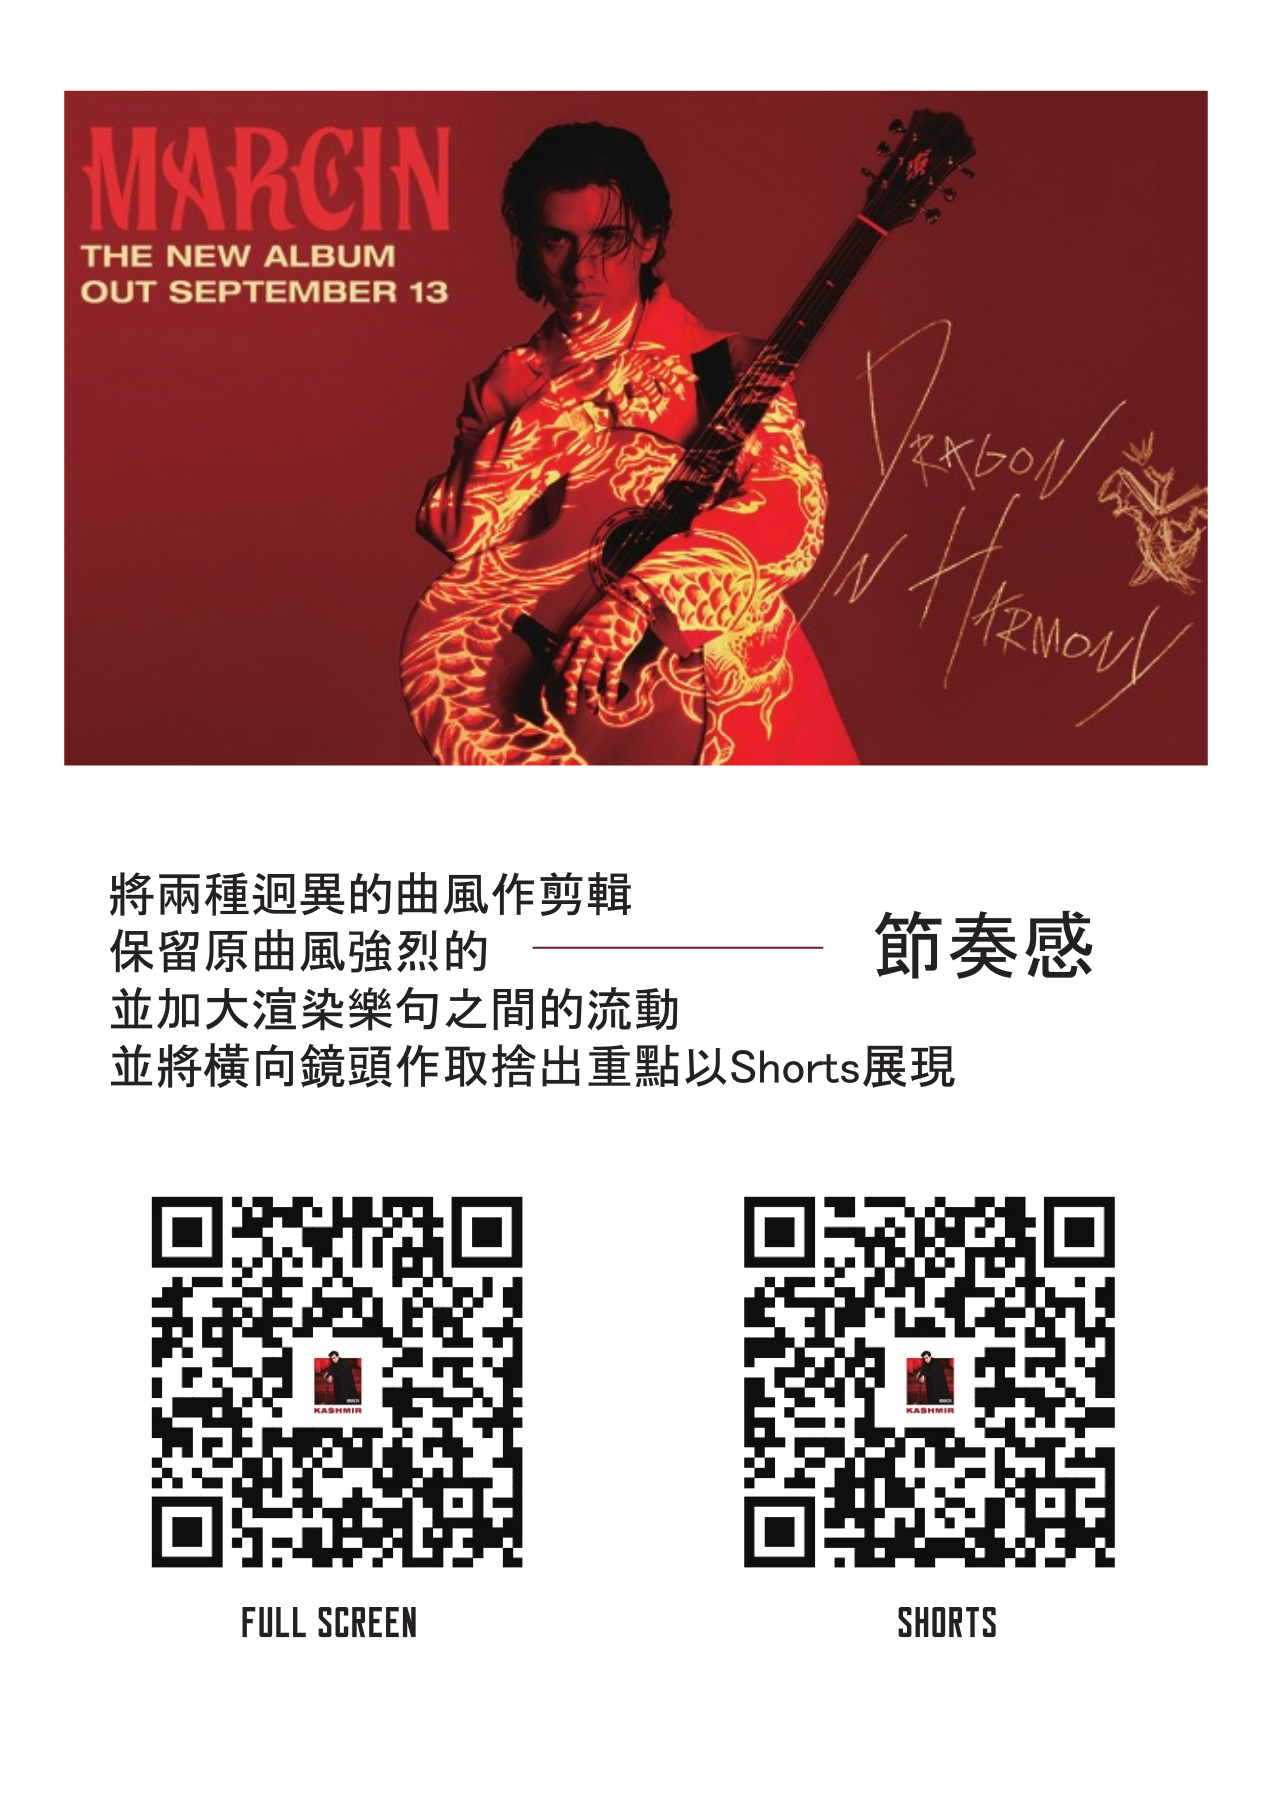 MARCIN
THE NEW ALBUM
OUT SEPTEMBER 13
DRAGON
IN HARMONY
將兩種迥異的曲風作剪輯
保留原曲風強烈的 節奏感
並加大渲染樂句之間的流動
並將橫向鏡頭作取捨出重點以Shorts展現
KASHMIR
KASHMIR
FULL SCREEN
SHORTS